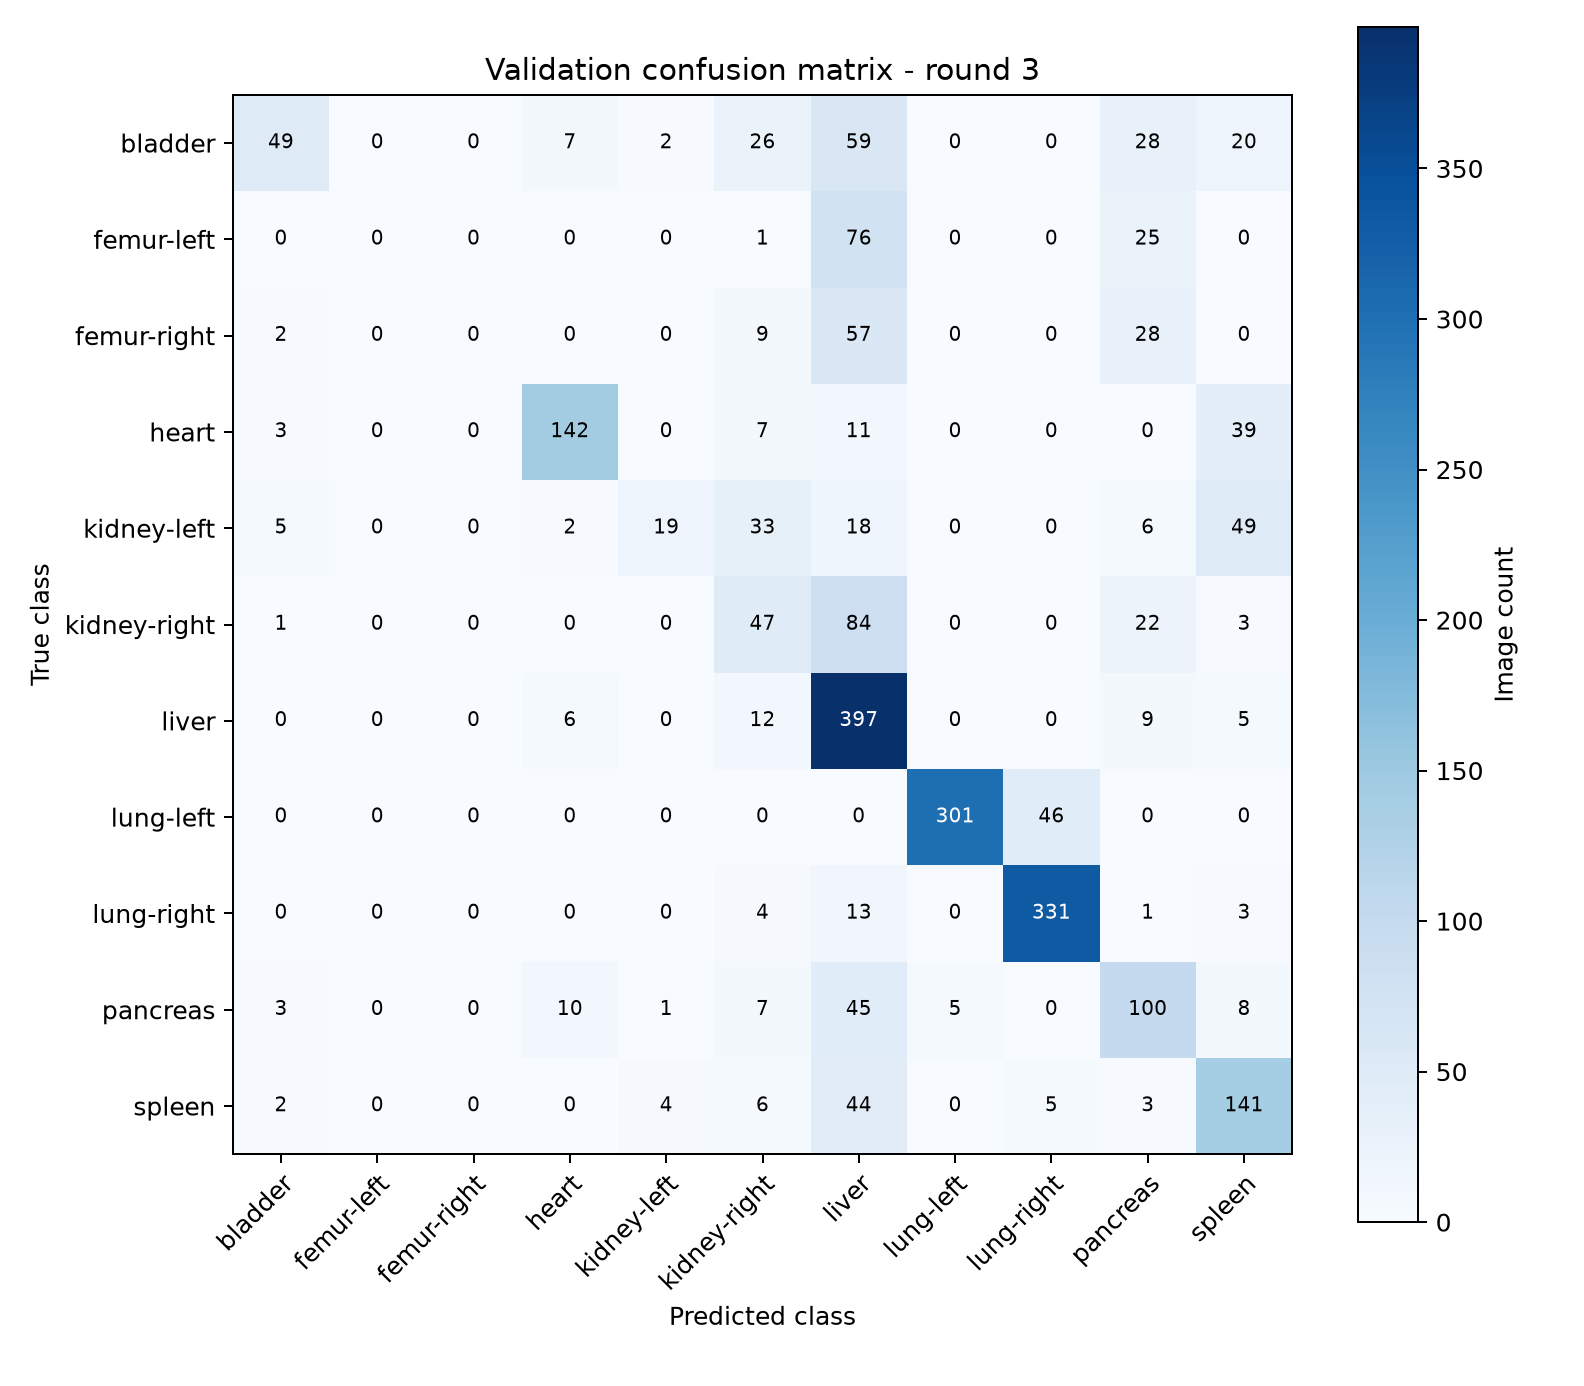 Validation confusion matrix - round 3
bladder 49 0 0 7 2 26 59 0 0 28 20
femur-left 0 0 0 0 0 1 76 0 0 25 0
femur-right 2 0 0 0 0 9 57 0 0 28 0
heart 3 0 0 142 0 7 11 0 0 0 39
kidney-left 5 0 0 2 19 33 18 0 0 6 49
kidney-right 1 0 0 0 0 47 84 0 0 22 3
liver 0 0 0 6 0 12 397 0 0 9 5
lung-left 0 0 0 0 0 0 0 301 46 0 0
lung-right 0 0 0 0 0 4 13 0 331 1 3
pancreas 3 0 0 10 1 7 45 5 0 100 8
spleen 2 0 0 0 4 6 44 0 5 3 141
True class
bladder femur-left femur-right heart kidney-left kidney-right liver lung-left lung-right pancreas spleen
Predicted class
350
300
250
200
150
100
50
0
Image count